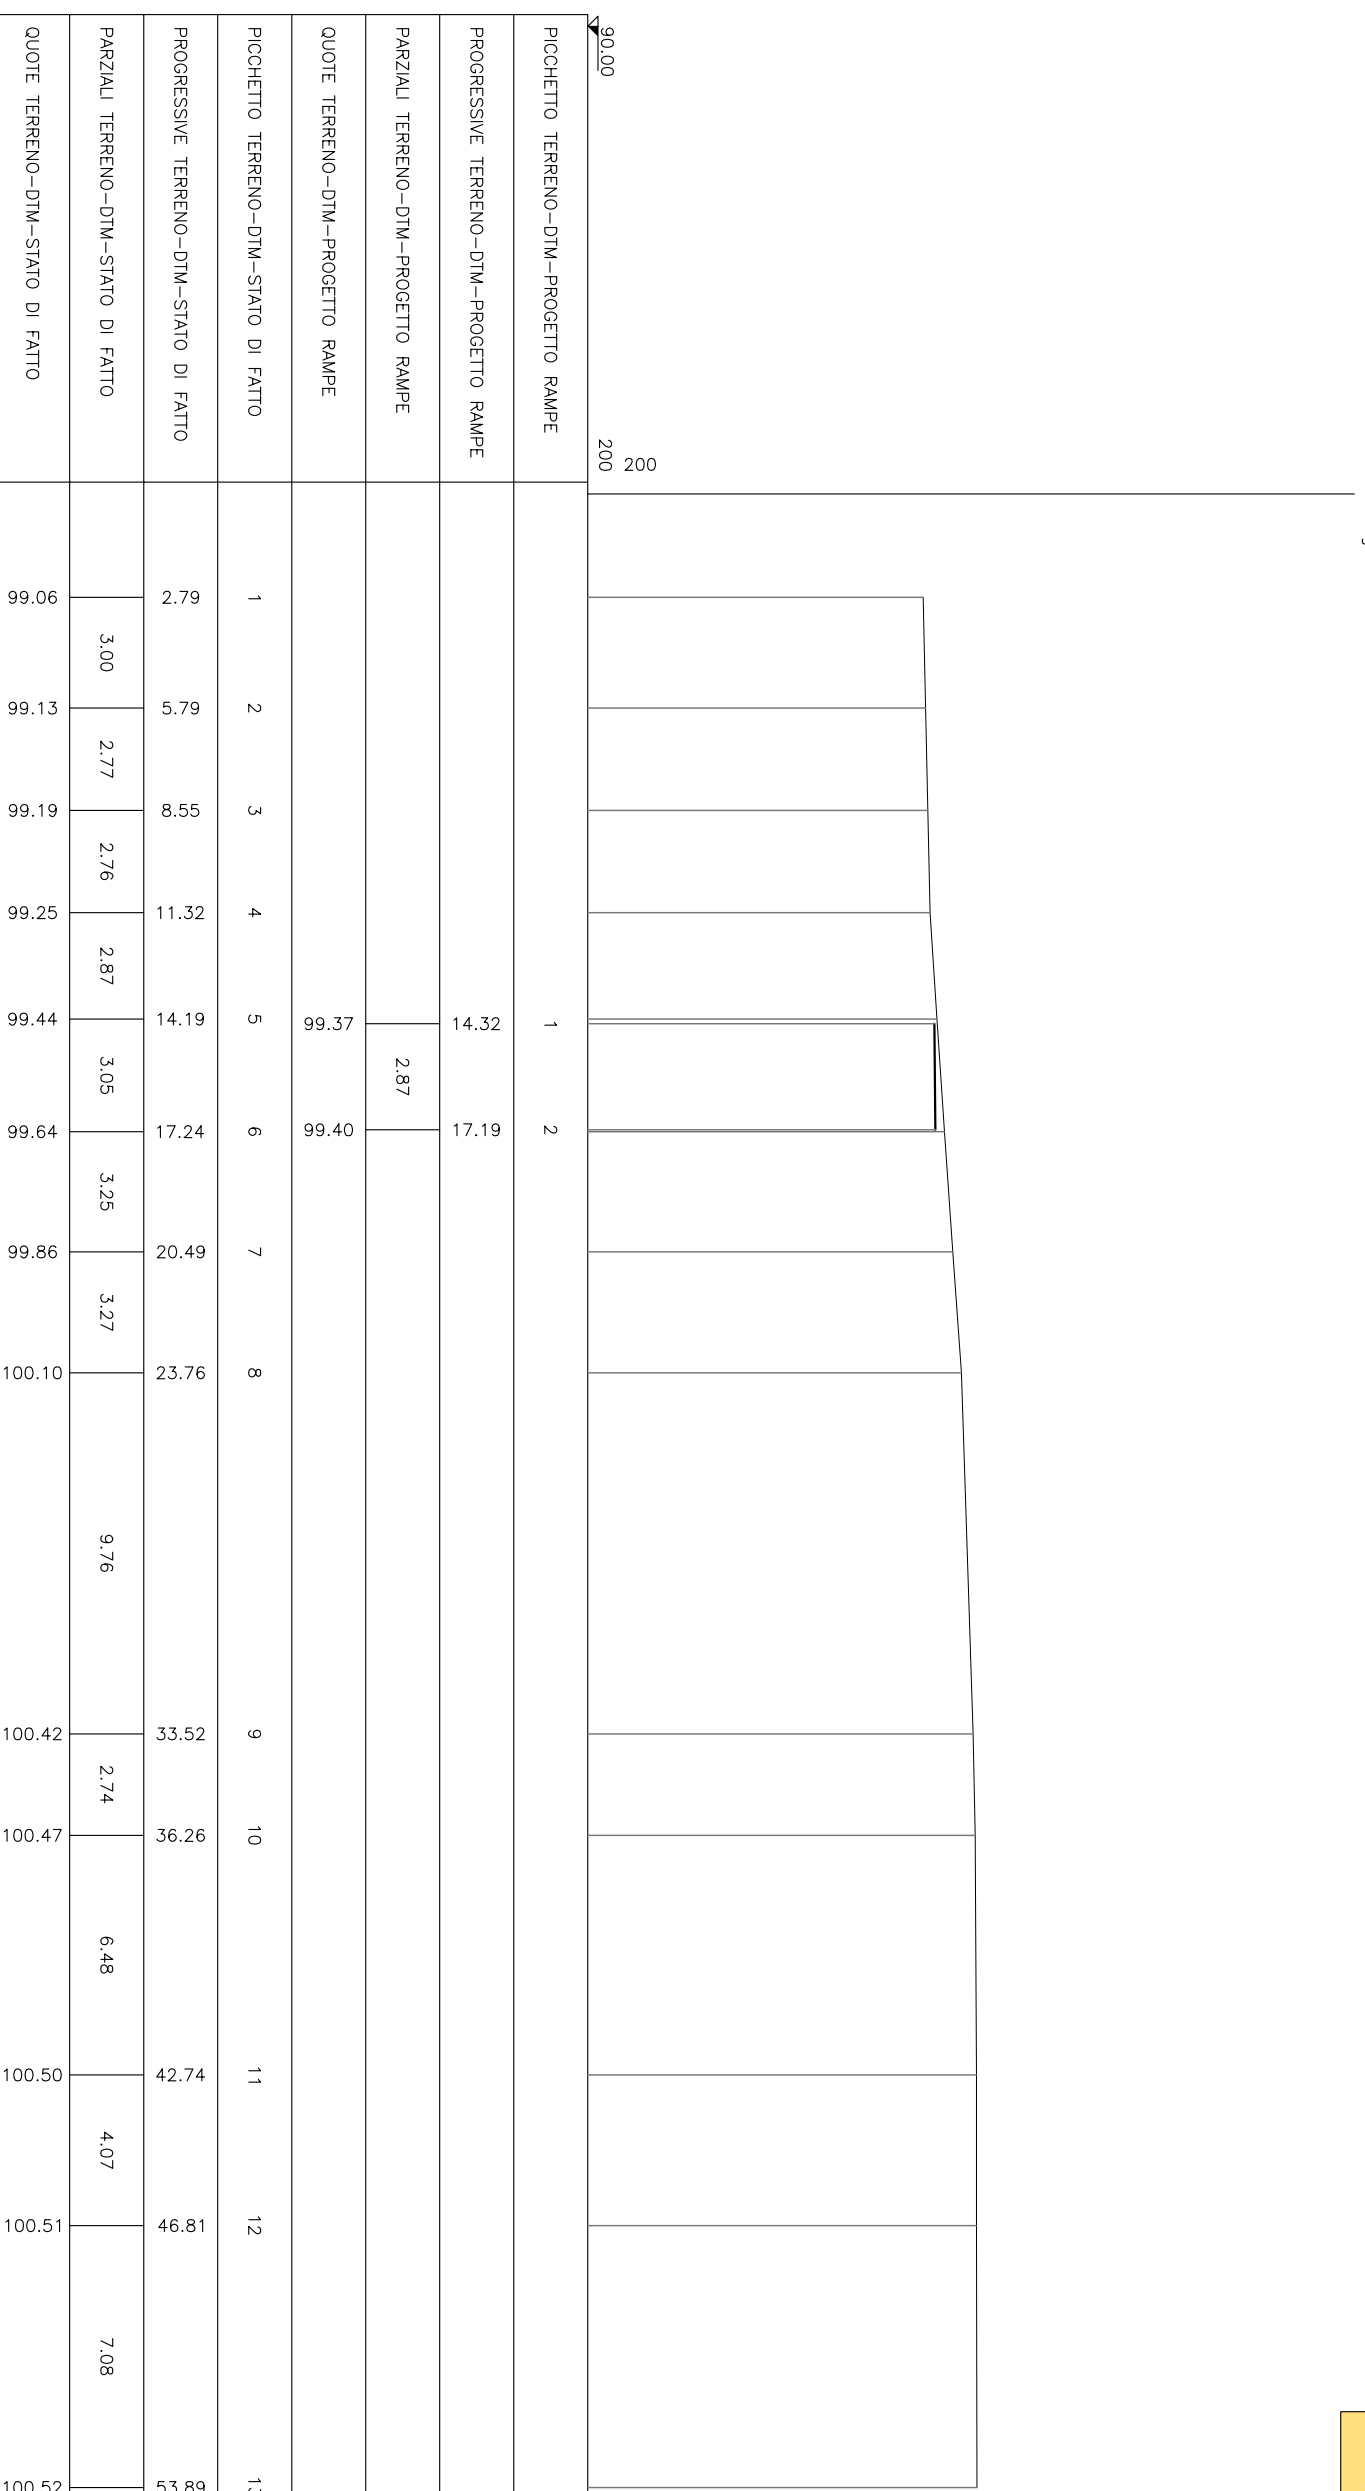 90.00
200 200
PICCHETTO TERRENO-DTM-PROGETTO RAMPE
1 2
PROGRESSIVE TERRENO-DTM-PROGETTO RAMPE
14.32 17.19
PARZIALI TERRENO-DTM-PROGETTO RAMPE
2.87
QUOTE TERRENO-DTM-PROGETTO RAMPE
99.37 99.40
PICCHETTO TERRENO-DTM-STATO DI FATTO
1 2 3 4 5 6 7 8 9 10 11 12
PROGRESSIVE TERRENO-DTM-STATO DI FATTO
2.79 5.79 8.55 11.32 14.19 17.24 20.49 23.76 33.52 36.26 42.74 46.81 53.89
PARZIALI TERRENO-DTM-STATO DI FATTO
3.00 2.77 2.76 2.87 3.05 3.25 3.27 9.76 2.74 6.48 4.07 7.08
QUOTE TERRENO-DTM-STATO DI FATTO
99.06 99.13 99.19 99.25 99.44 99.64 99.86 100.10 100.42 100.47 100.50 100.51 100.52